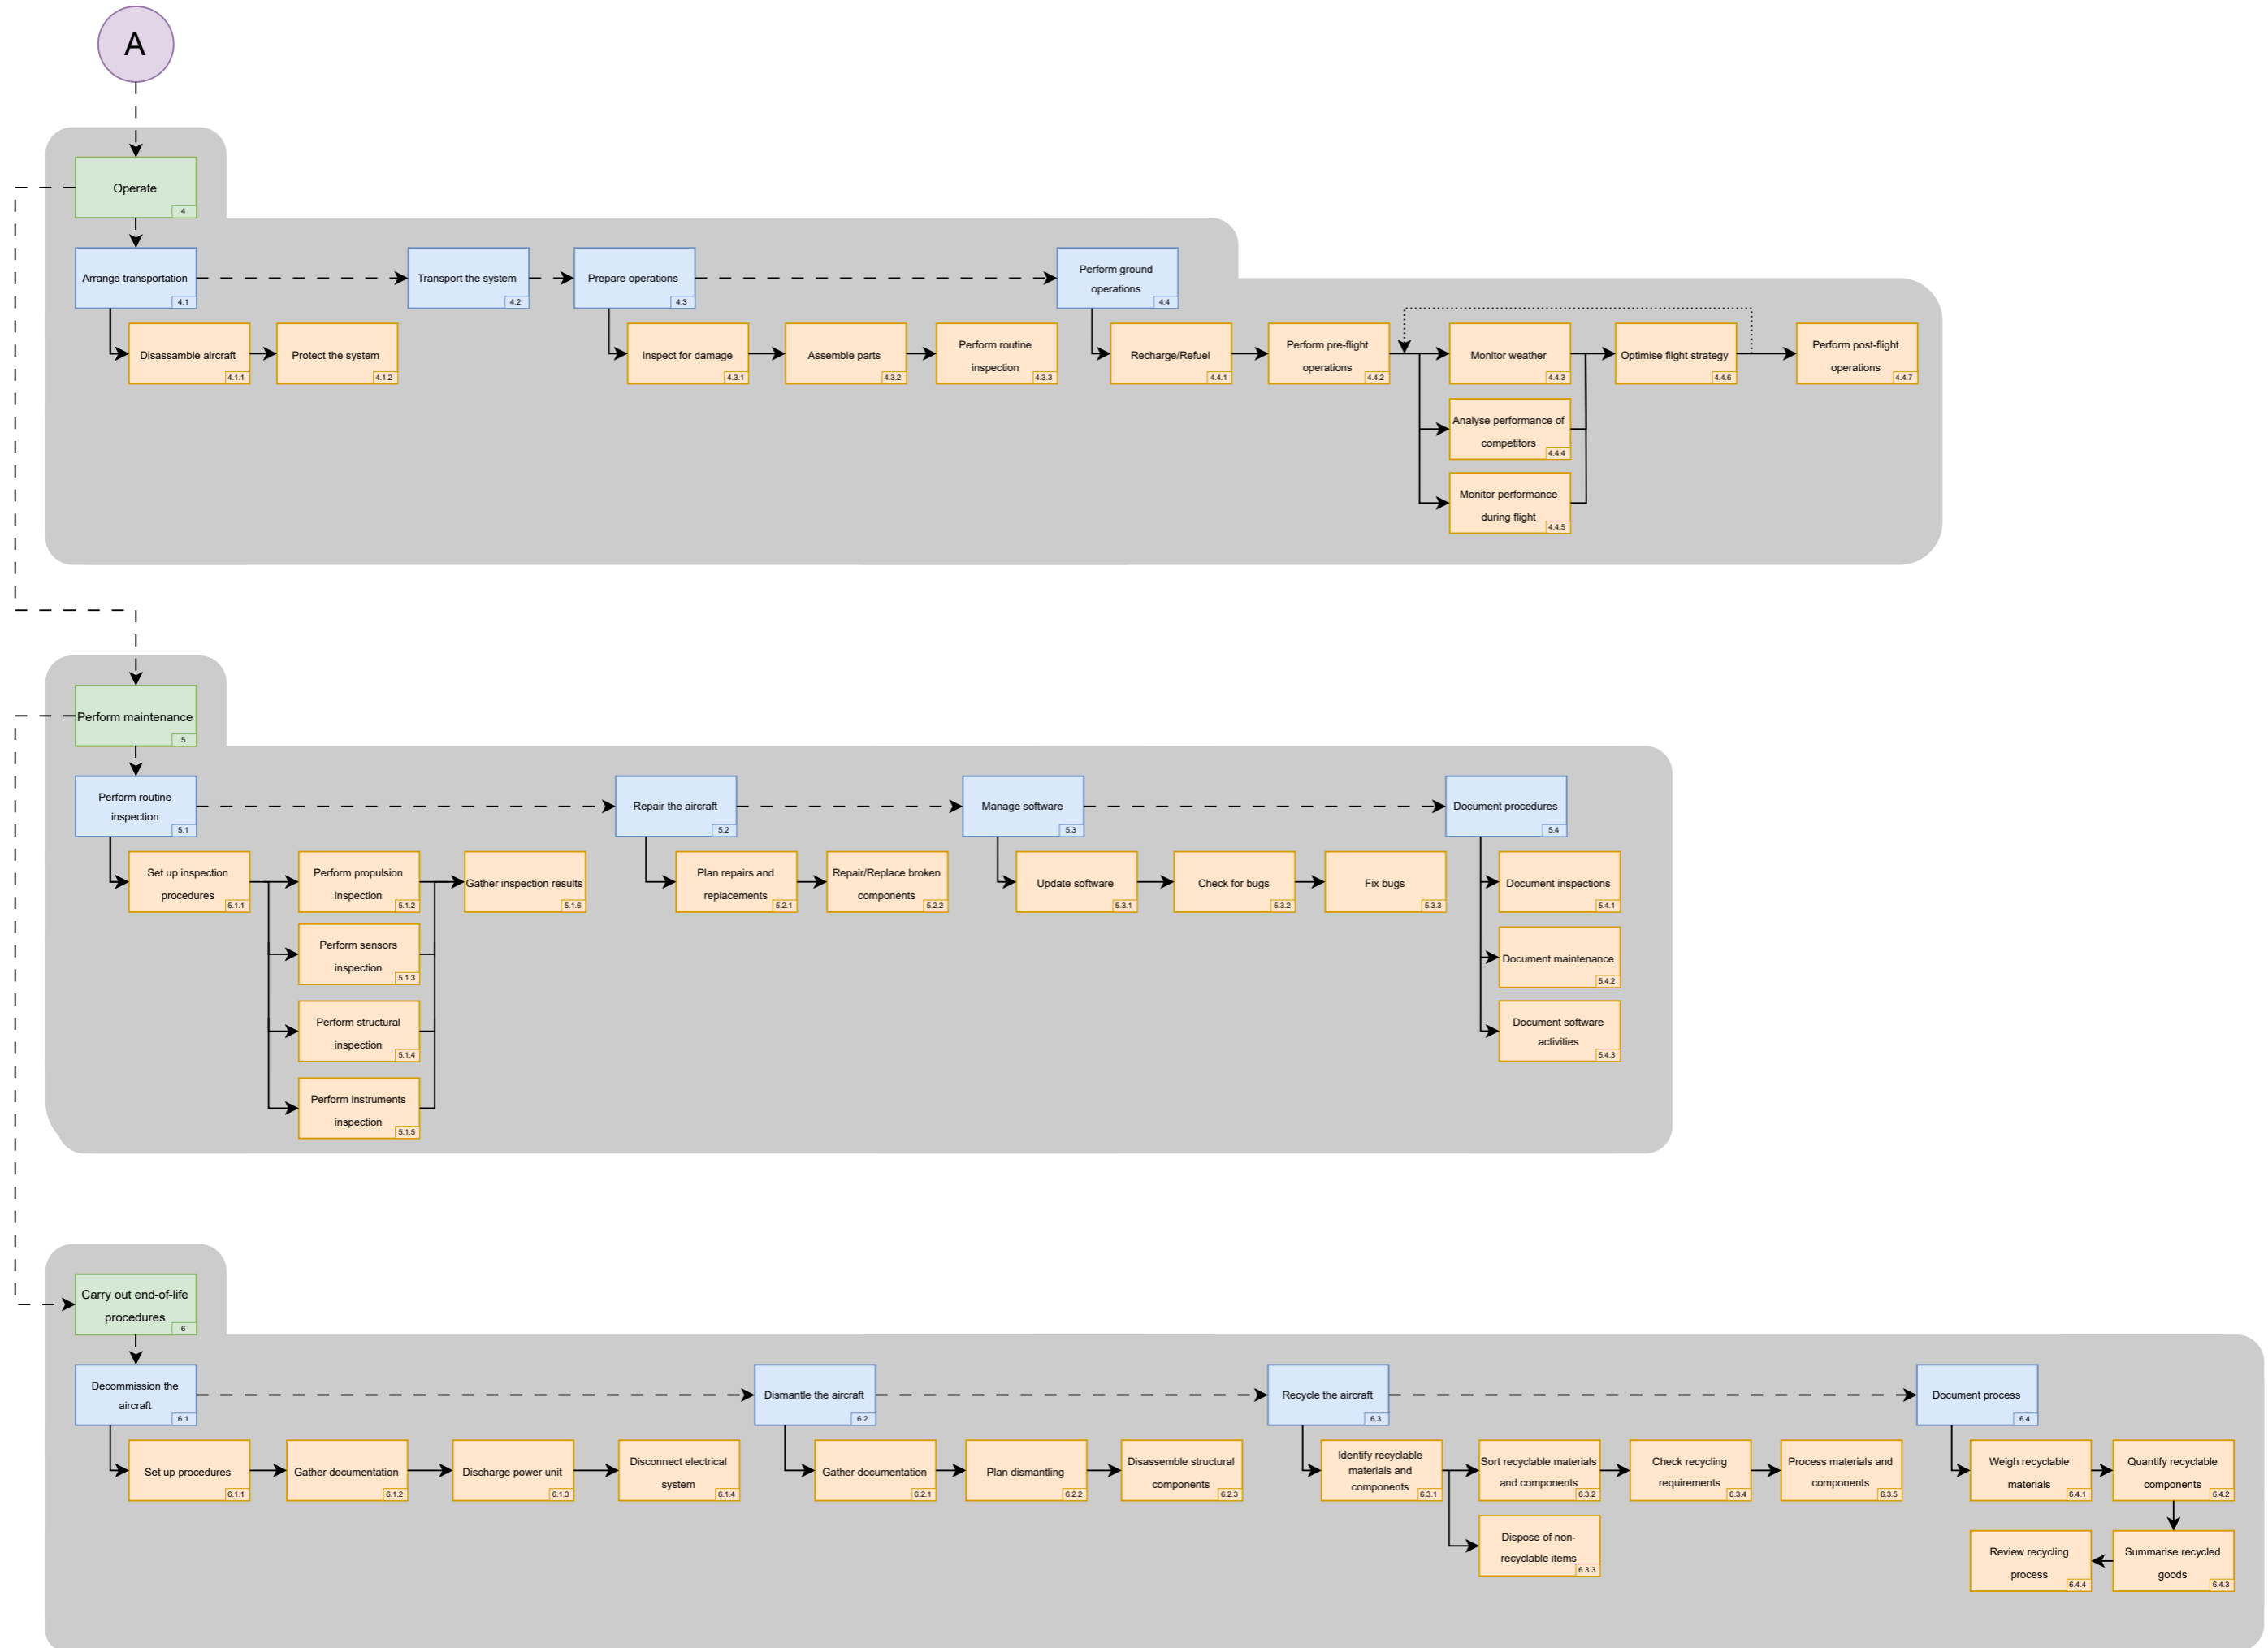 A
Operate
4
Arrange transportation
4.1
Transport the system
4.2
Prepare operations
4.3
Perform ground
operations
4.4
Disassamble aircraft
4.1.1
Protect the system
4.1.2
Inspect for damage
4.3.1
Assemble parts
4.3.2
Perform routine
inspection
4.3.3
Recharge/Refuel
4.4.1
Perform pre-flight
operations
4.4.2
Monitor weather
4.4.3
Optimise flight strategy
4.4.6
Perform post-flight
operations
4.4.7
Analyse performance of
competitors
4.4.4
Monitor performance
during flight
4.4.5
Perform maintenance
5
Perform routine
inspection
5.1
Repair the aircraft
5.2
Manage software
5.3
Document procedures
5.4
Set up inspection
procedures
5.1.1
Perform propulsion
inspection
5.1.2
Gather inspection results
5.1.6
Plan repairs and
replacements
5.2.1
Repair/Replace broken
components
5.2.2
Update software
5.3.1
Check for bugs
5.3.2
Fix bugs
5.3.3
Document inspections
5.4.1
Perform sensors
inspection
5.1.3
Document maintenance
5.4.2
Perform structural
inspection
5.1.4
Document software
activities
5.4.3
Perform instruments
inspection
5.1.5
Carry out end-of-life
procedures
6
Decommission the
aircraft
6.1
Dismantle the aircraft
6.2
Recycle the aircraft
6.3
Document process
6.4
Set up procedures
6.1.1
Gather documentation
6.1.2
Discharge power unit
6.1.3
Disconnect electrical
system
6.1.4
Gather documentation
6.2.1
Plan dismantling
6.2.2
Disassemble structural
components
6.2.3
Identify recyclable
materials and
components
6.3.1
Sort recyclable materials
and components
6.3.2
Check recycling
requirements
6.3.4
Process materials and
components
6.3.5
Weigh recyclable
materials
6.4.1
Quantify recyclable
components
6.4.2
Dispose of non-
recyclable items
6.3.3
Review recycling
process
6.4.4
Summarise recycled
goods
6.4.3